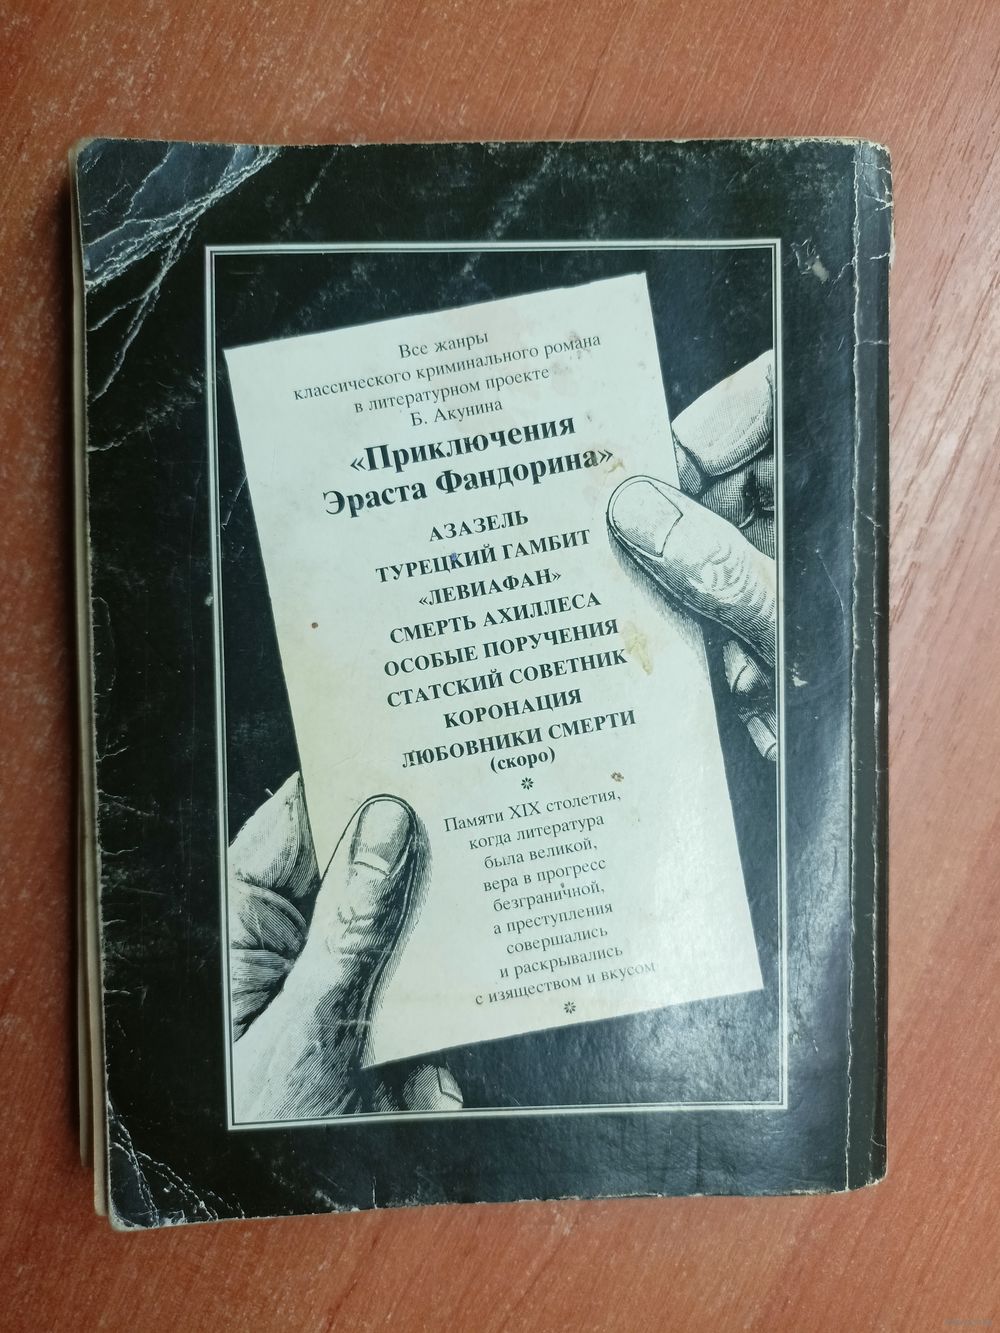 Все жанры
классического криминального романа
в литературном проекте
Б. Акунина
«Приключения
Эраста Фандорина»
АЗАЗЕЛЬ
ТУРЕЦКИЙ ГАМБИТ
«ЛЕВИАФАН»
СМЕРТЬ АХИЛЛЕСА
ОСОБЫЕ ПОРУЧЕНИЯ
СТАТСКИЙ СОВЕТНИК
КОРОНАЦИЯ
ЛЮБОВНИКИ СМЕРТИ
(скоро)
Памяти XIX столетия,
когда литература
была великой,
вера в прогресс
безграничной,
а преступления
совершались
и раскрывались
с изяществом и вкусом